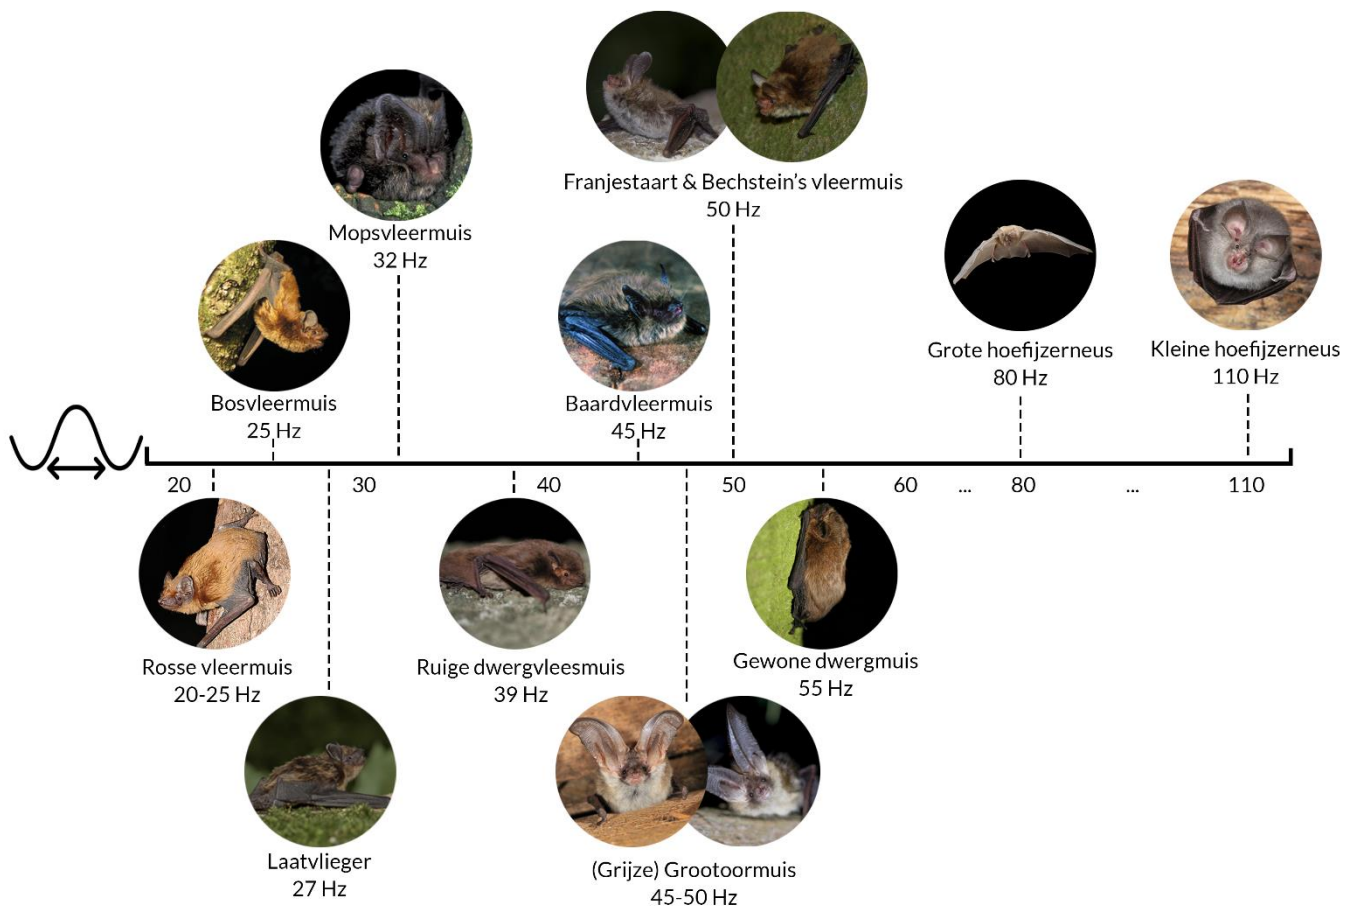 Franjestaart & Bechstein's vleermuis
50 Hz
Mopsvleermuis
32 Hz
Grote hoefijzerneus
80 Hz
Kleine hoefijzerneus
110 Hz
Bosvleermuis
25 Hz
Baardvleermuis
45 Hz
20 30 40 50 60 ... 80 ... 110
Rosse vleermuis
20-25 Hz
Ruige dwergvleesmuis
39 Hz
Gewone dwergmuis
55 Hz
Laatvlieger
27 Hz
(Grijze) Grootoormuis
45-50 Hz